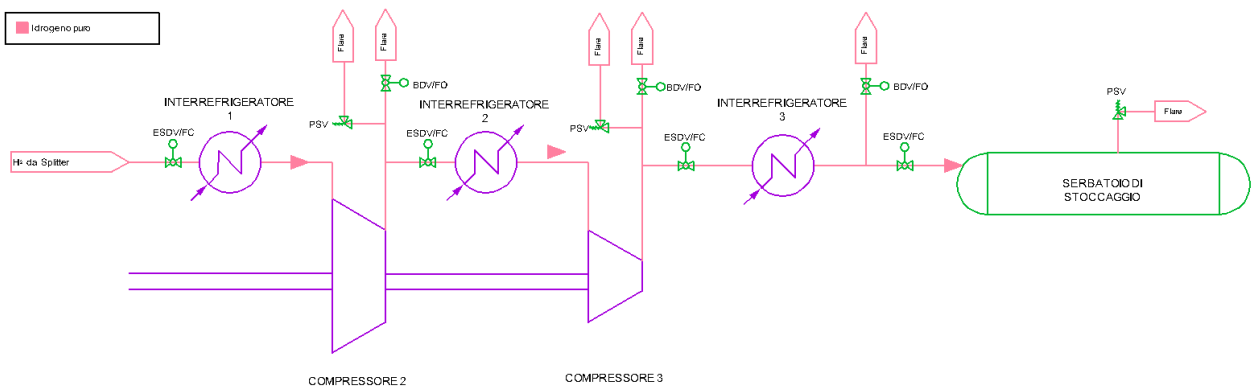 Idrogeno puro
Flare
Flare
Flare
Flare
Flare
BDV/FO
BDV/FO
BDV/FO
INTERREFRIGERATORE
1
INTERREFRIGERATORE
2
INTERREFRIGERATORE
3
PSV
PSV
PSV
Flare
ESDV/FC
ESDV/FC
ESDV/FC
ESDV/FC
H² da Splitter
SERBATOIO DI
STOCCAGGIO
COMPRESSORE 2
COMPRESSORE 3